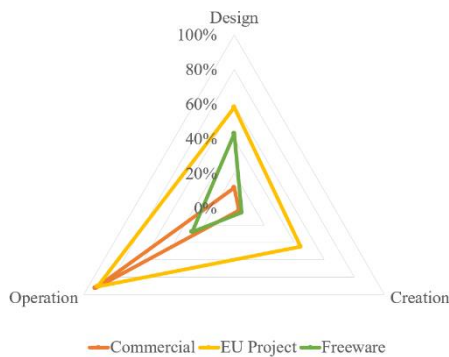 Design
100%
80%
60%
40%
20%
0%
Operation
Creation
Commercial EU Project Freeware